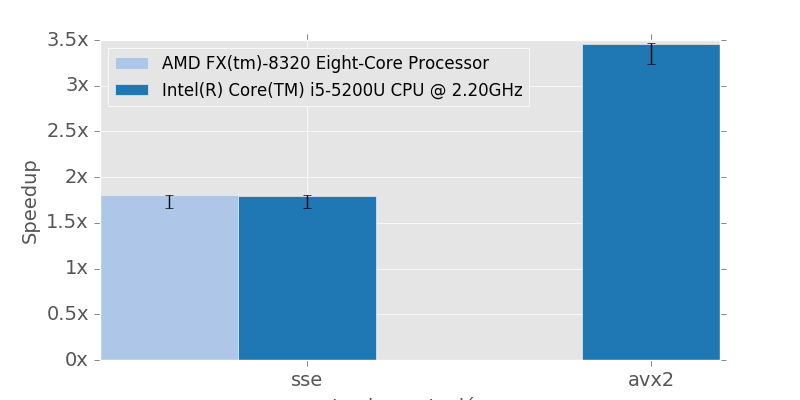 3.5x
3x
2.5x
2x
1.5x
1x
0.5x
0x
Speedup
AMD FX(tm)-8320 Eight-Core Processor
Intel(R) Core(TM) i5-5200U CPU @ 2.20GHz
sse
avx2